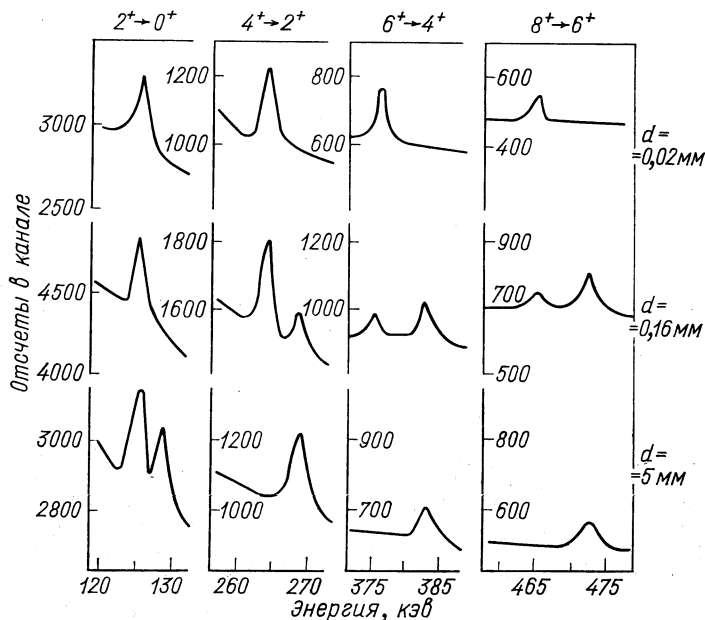 2⁺→0⁺ 4⁺→2⁺ 6⁺→4⁺ 8⁺→6⁺
3000 1200 800 600
2500 1000 600 400
d=
=0,02мм
4500 1800 1200 900
4000 1600 1000 700
500
d=
=0,16мм
3000 1200 900 800
2800 1000 700 600
d=
=5мм
Отсчеты в канале
120 130 260 270 375 385 465 475
Энергия, кэв